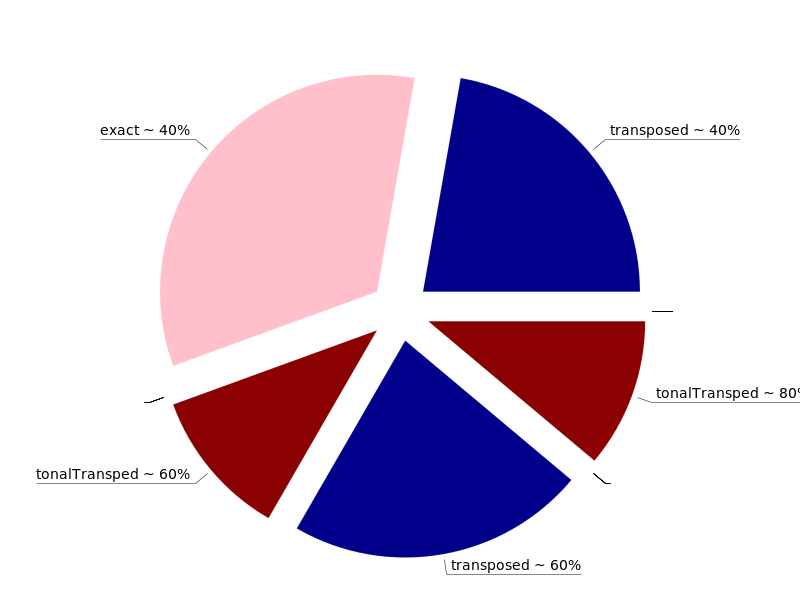 exact ~ 40%
transposed ~ 40%
tonalTransped ~ 80%
tonalTransped ~ 60%
transposed ~ 60%